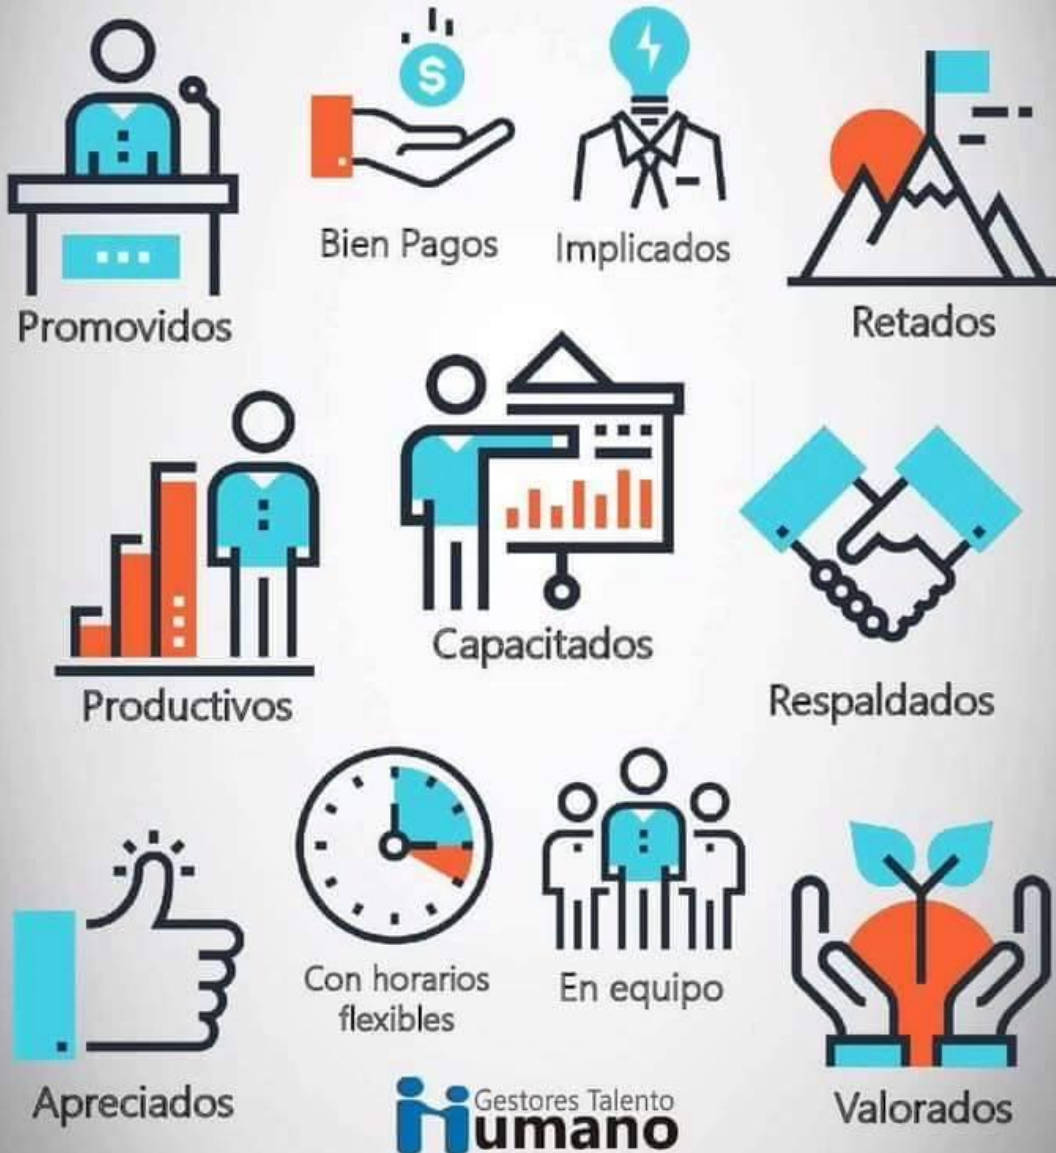 Promovidos
Bien Pagos
Implicados
Retados
Productivos
Capacitados
Respaldados
Apreciados
Con horarios
flexibles
En equipo
Valorados
Gestores Talento
umano